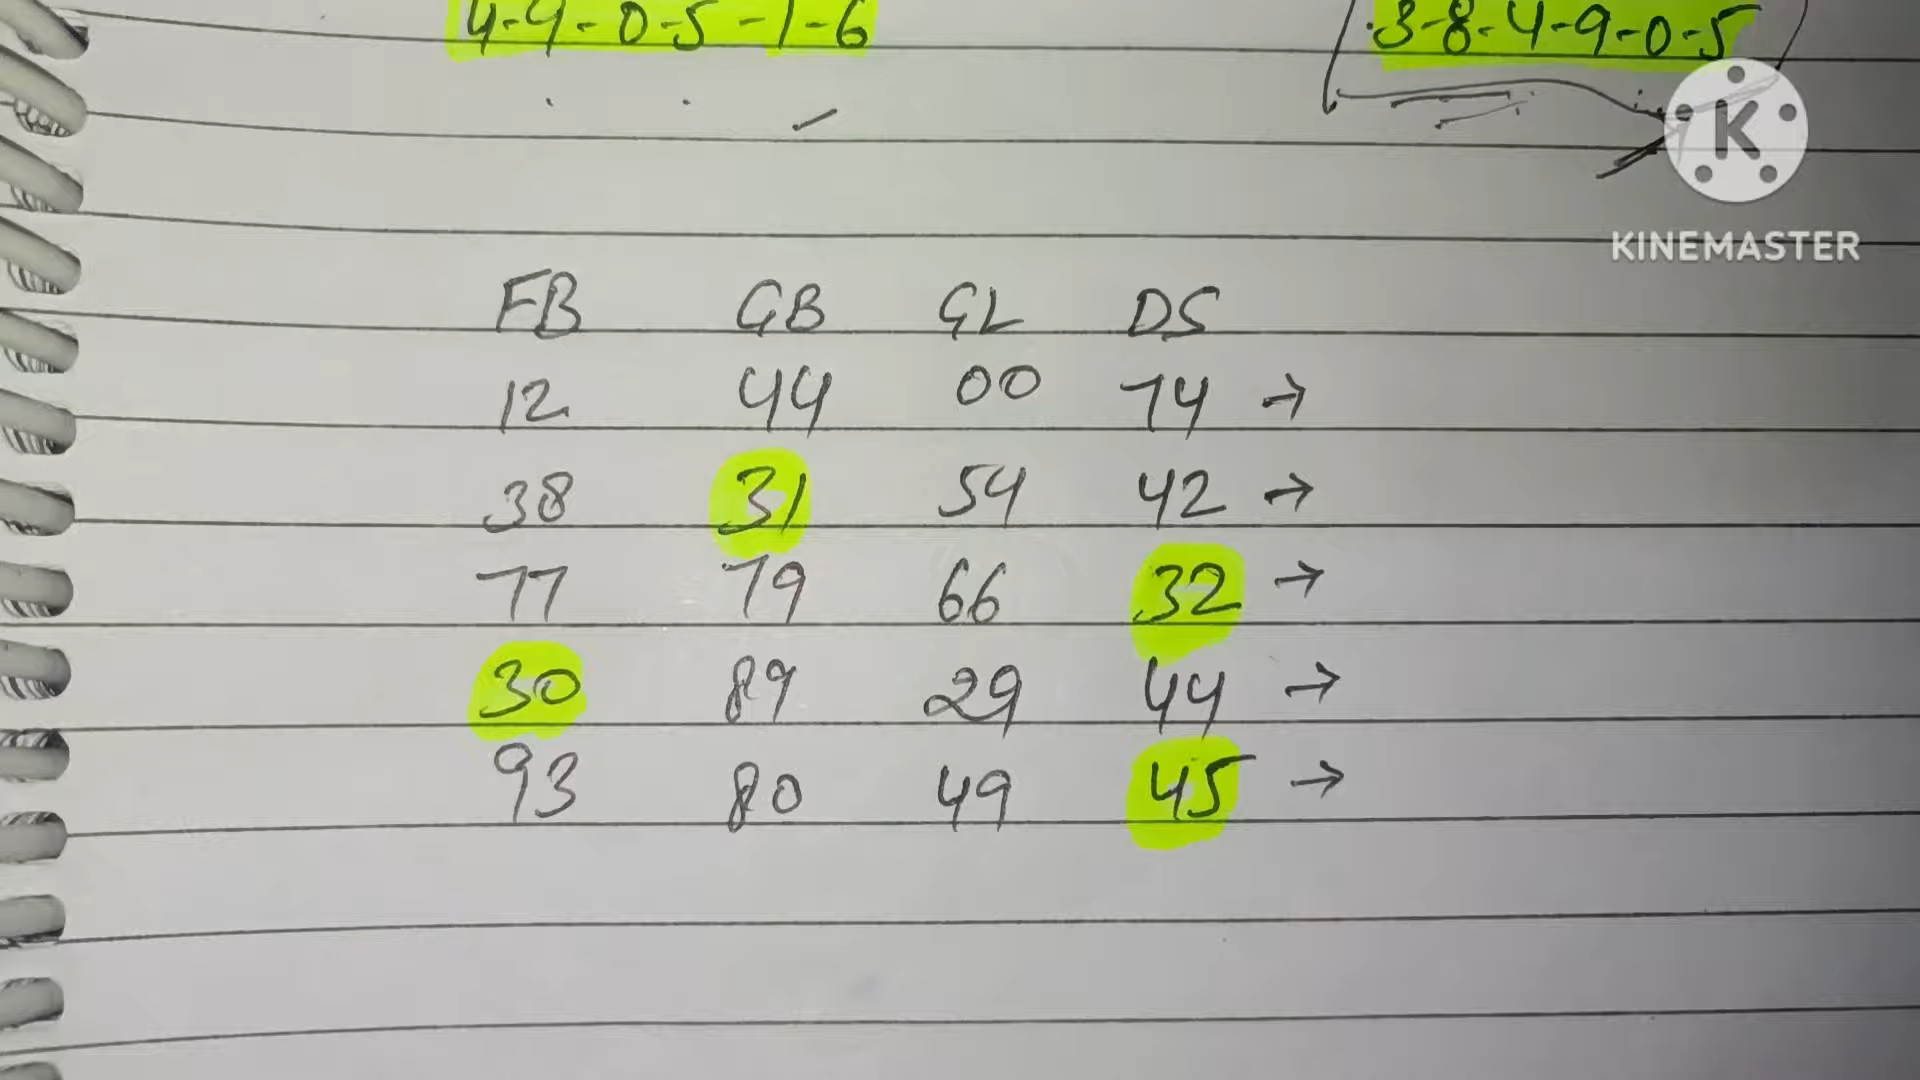 4-9-0-5-1-6 3-8-4-9-0-5
K
KINEMASTER
FB GB GL DS
12 44 00 74 →
38 31 54 42 →
77 79 66 32 →
30 89 29 44 →
93 80 49 45 →